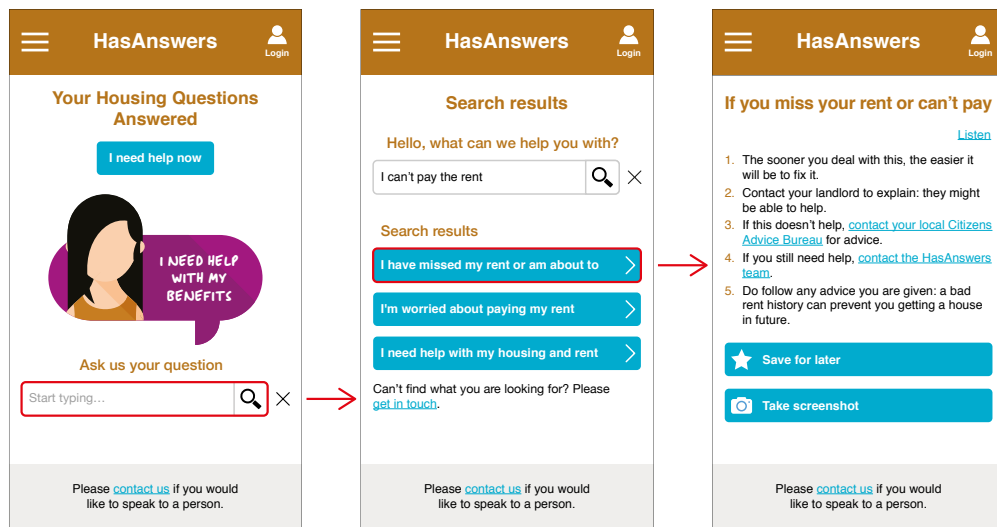 HasAnswers
Login
Your Housing Questions
Answered
I need help now
I NEED HELP
WITH MY
BENEFITS
Ask us your question
Start typing...
Please contact us if you would
like to speak to a person.
HasAnswers
Login
Search results
Hello, what can we help you with?
I can't pay the rent
Search results
I have missed my rent or am about to
I'm worried about paying my rent
I need help with my housing and rent
Can't find what you are looking for? Please
get in touch.
Please contact us if you would
like to speak to a person.
HasAnswers
Login
If you miss your rent or can't pay
Listen
1. The sooner you deal with this, the easier it
will be to fix it.
2. Contact your landlord to explain: they might
be able to help.
3. If this doesn't help, contact your local Citizens
Advice Bureau for advice.
4. If you still need help, contact the HasAnswers
team.
5. Do follow any advice you are given: a bad
rent history can prevent you getting a house
in future.
Save for later
Take screenshot
Please contact us if you would
like to speak to a person.